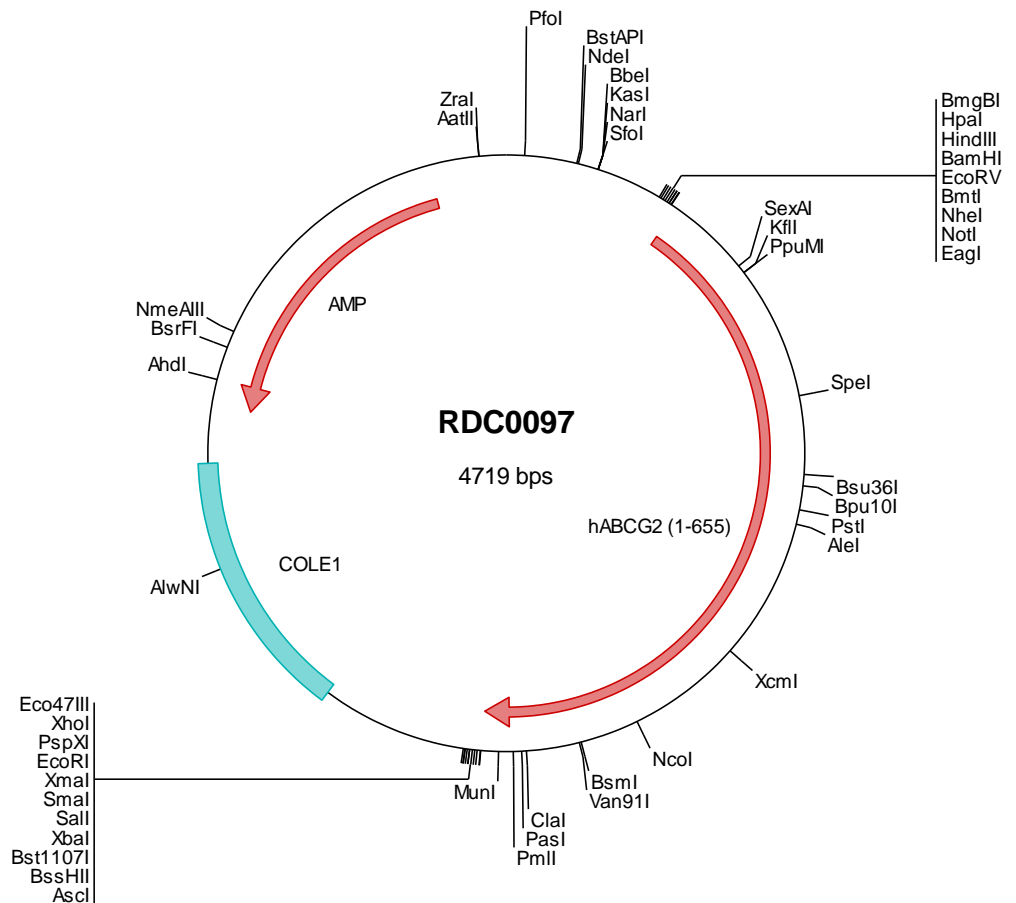 PfoI
BstAPI
NdeI
BbeI
KasI
NarI
SfoI
ZraI
AatII
BmgBI
HpaI
HindIII
BamHI
EcoRV
BmtI
NheI
NotI
EagI
SexAI
KflI
PpuMI
AMP
NmeAIII
BsrFI
AhdI
SpeI
RDC0097
4719 bps
Bsu36I
Bpu10I
PstI
AleI
hABCG2 (1-655)
COLE1
AlwNI
XcmI
Eco47III
XhoI
PspXI
EcoRI
XmaI
SmaI
SalI
XbaI
Bst1107I
BssHII
AscI
NcoI
BsmI
Van91I
MunI
ClaI
PasI
PmlI